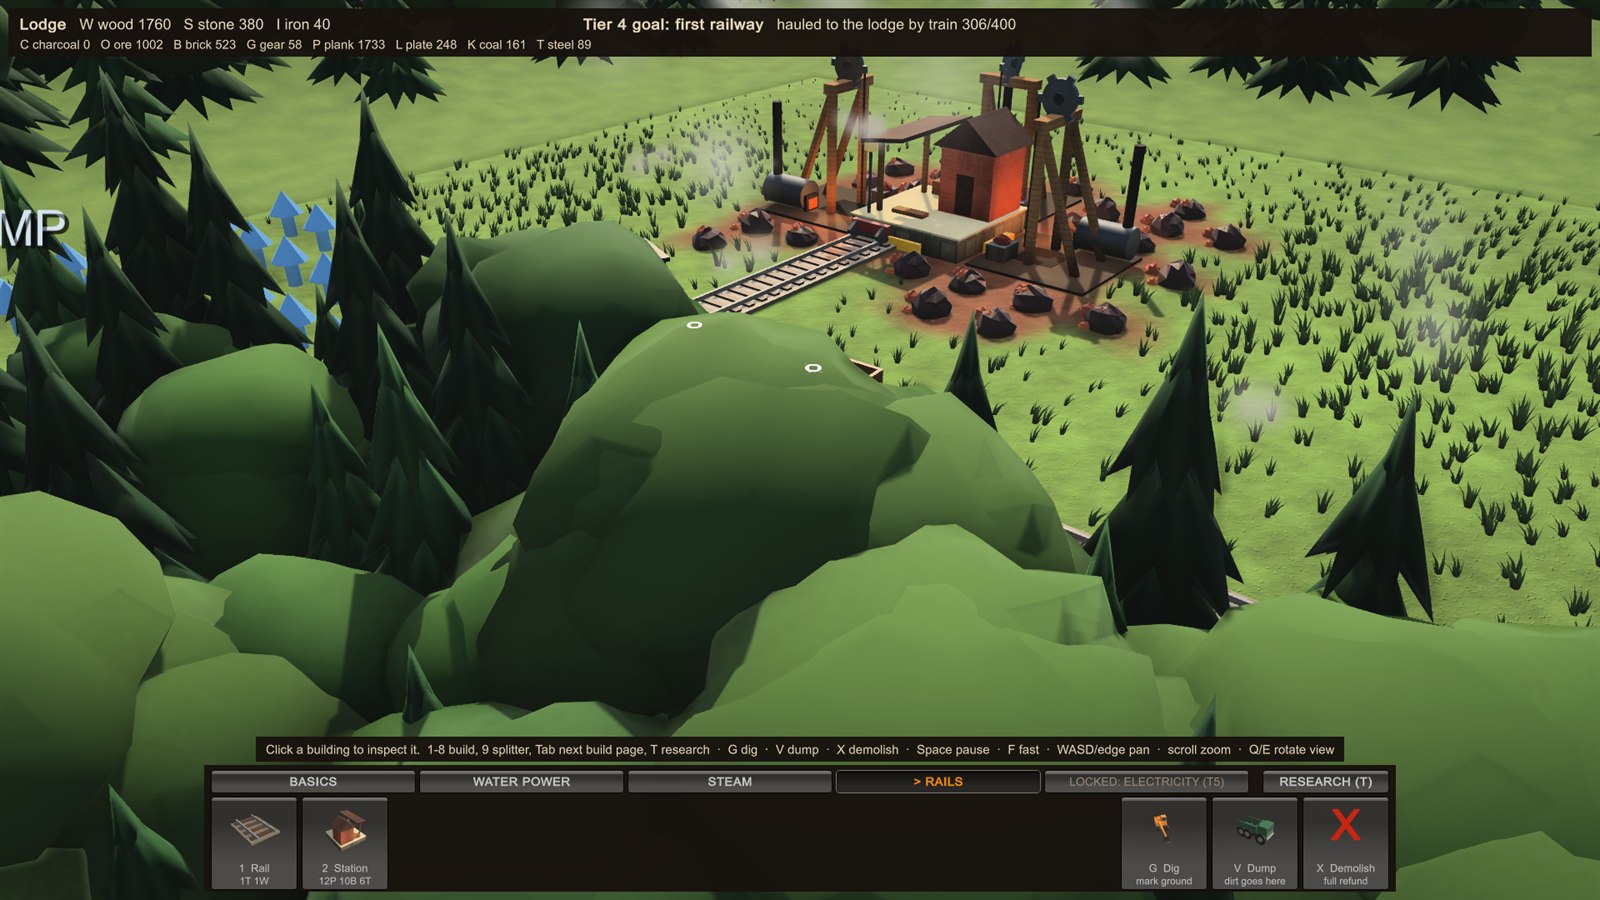 Lodge W wood 1760 S stone 380 I iron 40
Tier 4 goal: first railway hauled to the lodge by train 306/400
C charcoal 0 O ore 1002 B brick 523 G gear 58 P plank 1733 L plate 248 K coal 161 T steel 89
MP
Click a building to inspect it. 1-8 build, 9 splitter, Tab next build page, T research · G dig · V dump · X demolish · Space pause · F fast · WASD/edge pan · scroll zoom · Q/E rotate view
BASICS
WATER POWER
STEAM
> RAILS
LOCKED: ELECTRICITY (T5)
RESEARCH (T)
1 Rail
1T 1W
2 Station
12P 10B 6T
G Dig
mark ground
V Dump
dirt goes here
X Demolish
full refund